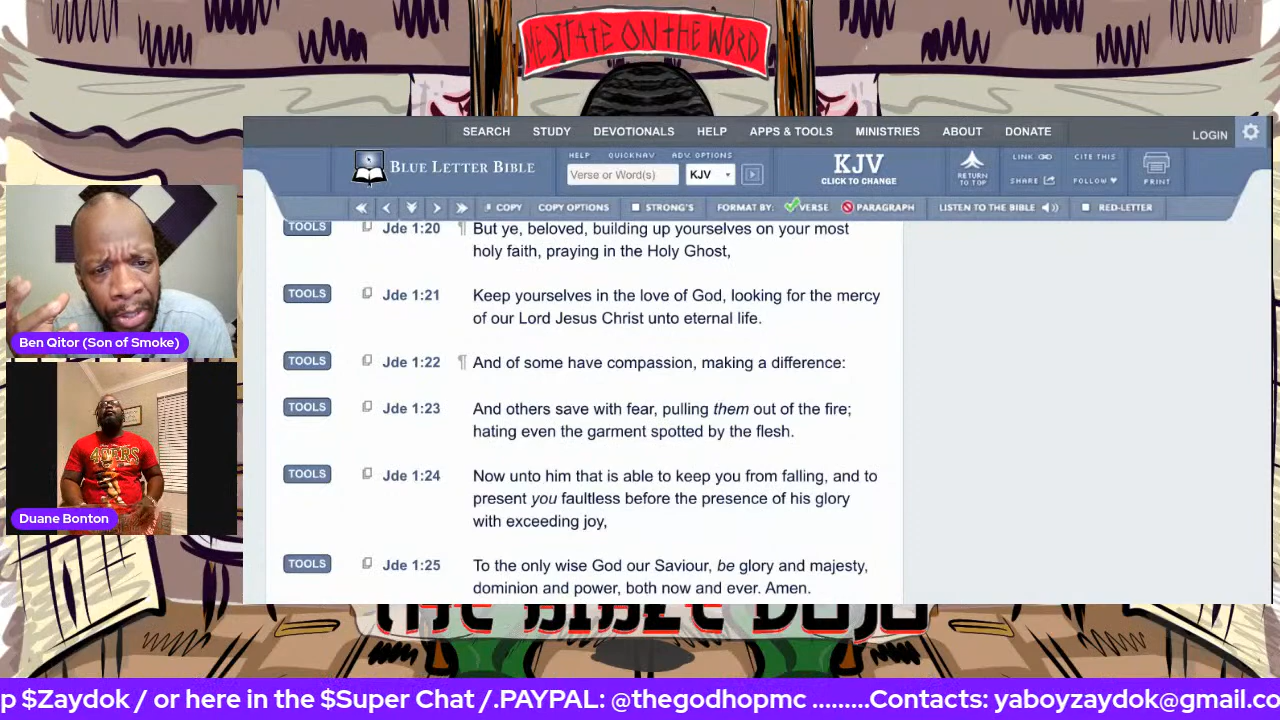 MEDITATE ON THE WORD
SEARCH STUDY DEVOTIONALS HELP APPS & TOOLS MINISTRIES ABOUT DONATE
LOGIN
BLUE LETTER BIBLE
HELP QUICKNAV ADV. OPTIONS
Verse or Word(s) KJV
KJV
CLICK TO CHANGE
RETURN
TO TOP
LINK CITE THIS
SHARE FOLLOW
PRINT
COPY COPY OPTIONS STRONG'S FORMAT BY: VERSE PARAGRAPH LISTEN TO THE BIBLE RED-LETTER
TOOLS Jde 1:20 ¶ But ye, beloved, building up yourselves on your most
holy faith, praying in the Holy Ghost,
TOOLS Jde 1:21 Keep yourselves in the love of God, looking for the mercy
of our Lord Jesus Christ unto eternal life.
TOOLS Jde 1:22 ¶ And of some have compassion, making a difference:
TOOLS Jde 1:23 And others save with fear, pulling them out of the fire;
hating even the garment spotted by the flesh.
TOOLS Jde 1:24 Now unto him that is able to keep you from falling, and to
present you faultless before the presence of his glory
with exceeding joy,
TOOLS Jde 1:25 To the only wise God our Saviour, be glory and majesty,
dominion and power, both now and ever. Amen.
Ben Qitor (Son of Smoke)
49ERS
Duane Bonton
THE BIBLE DOJO
p $Zaydok / or here in the $Super Chat /.PAYPAL: @thegodhopmc .........Contacts: yaboyzaydok@gmail.co